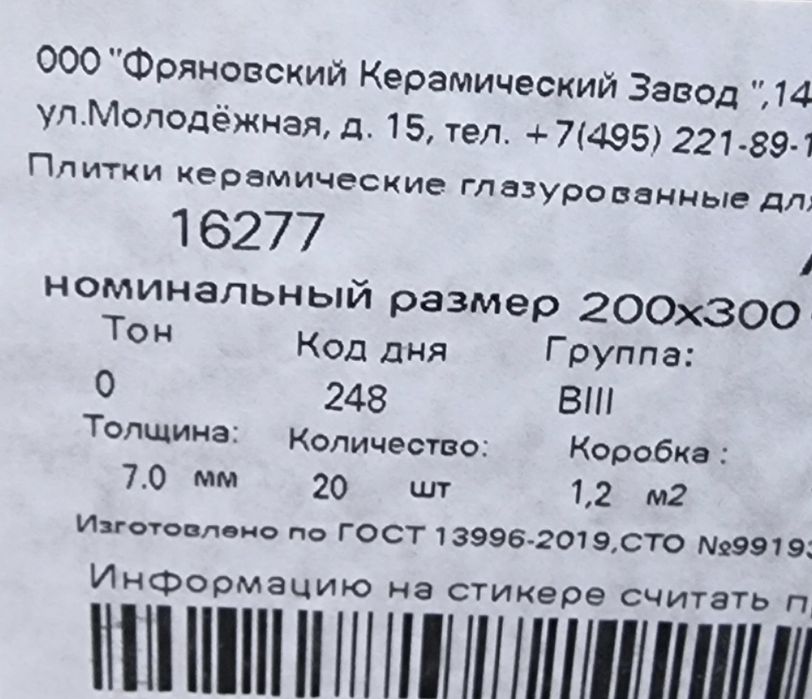 ООО "Фряновский Керамический Завод ",14
ул.Молодёжная, д. 15, тел. +7(495) 221-89-1
Плитки керамические глазурованные для
16277
номинальный размер 200х300
Тон Код дня Группа:
0 248 BIII
Толщина: Количество: Коробка :
7.0 мм 20 шт 1,2 м2
Изготовлено по ГОСТ 13996-2019,СТО №99193
Информацию на стикере считать п